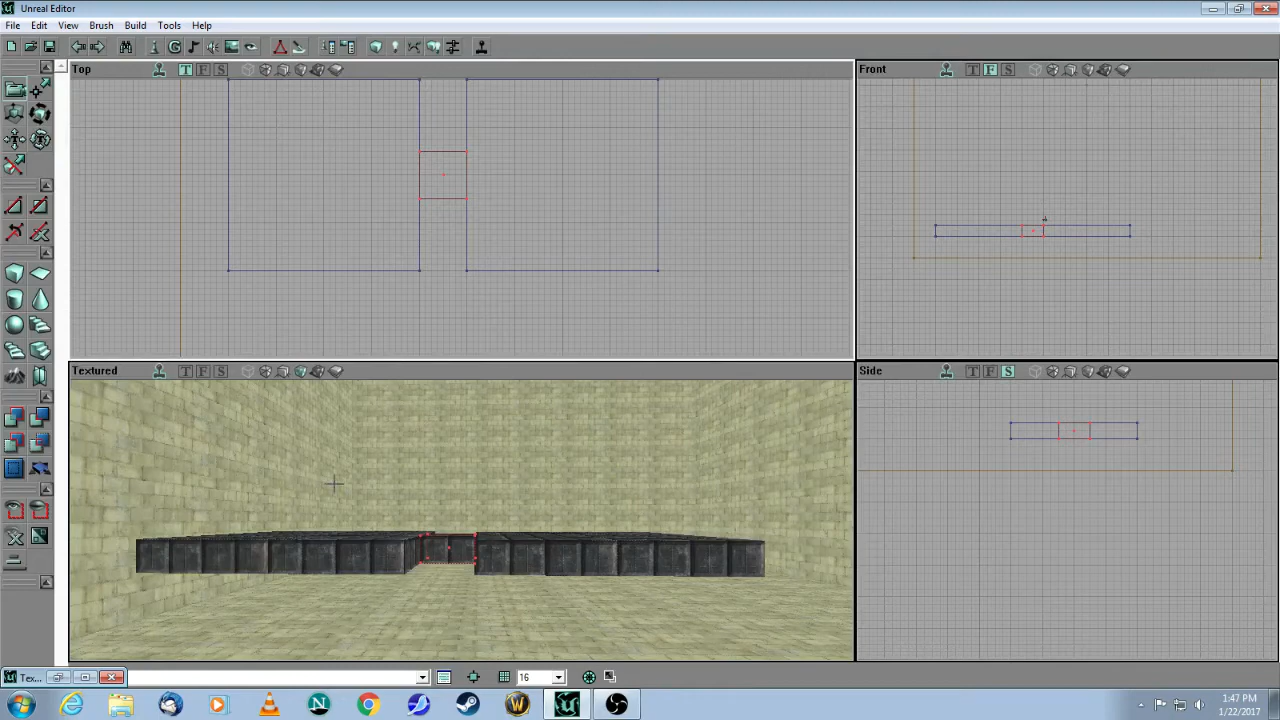 Unreal Editor
File Edit View Brush Build Tools Help
Top T F S
Front T F S
Textured T F S
Side T F S
Tex... 16
1:47 PM
1/22/2017